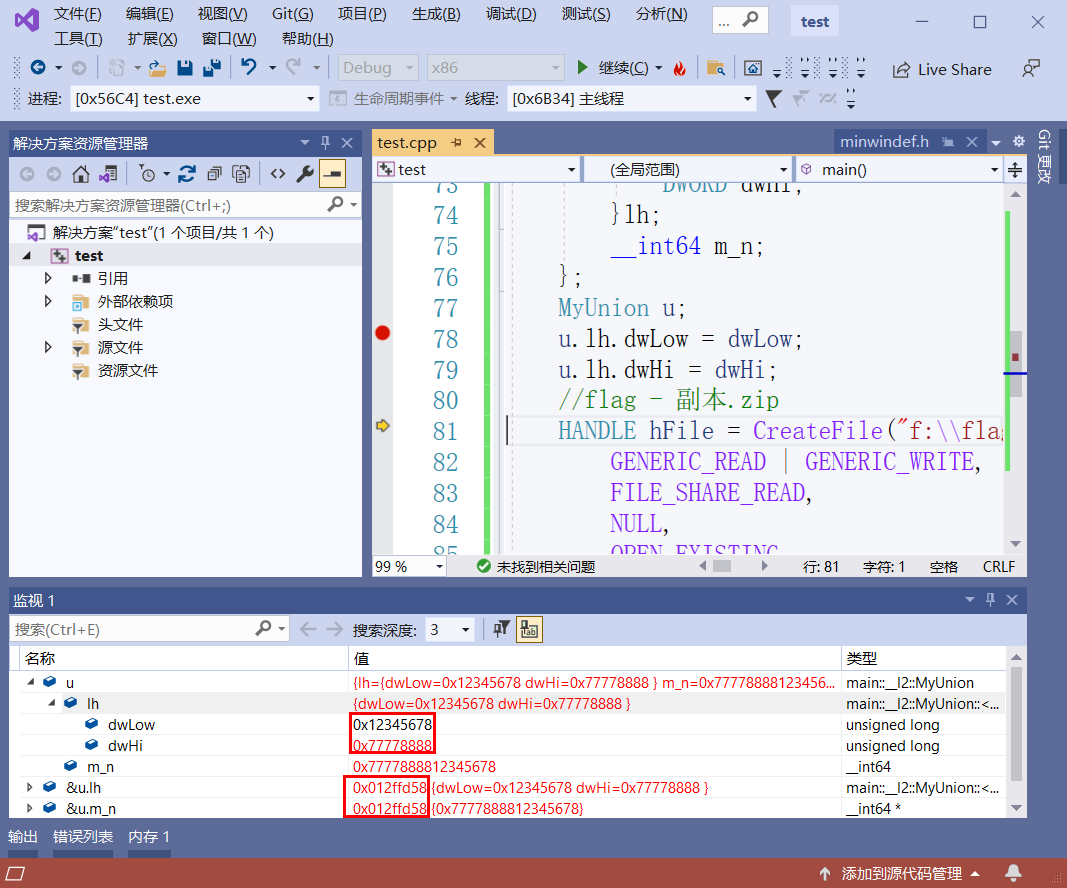 文件(F) 编辑(E) 视图(V) Git(G) 项目(P) 生成(B) 调试(D) 测试(S) 分析(N) ... test
工具(T) 扩展(X) 窗口(W) 帮助(H)
Debug x86 继续(C) Live Share
进程: [0x56C4] test.exe 生命周期事件 线程: [0x6B34] 主线程
解决方案资源管理器
搜索解决方案资源管理器(Ctrl+;)
解决方案"test"(1 个项目/共 1 个)
test
引用
外部依赖项
头文件
源文件
资源文件
test.cpp minwindef.h
test (全局范围) main()
73 DWORD dwHi;
74 }lh;
75 __int64 m_n;
76 };
77 MyUnion u;
78 u.lh.dwLow = dwLow;
79 u.lh.dwHi = dwHi;
80 //flag - 副本.zip
81 HANDLE hFile = CreateFile("f:\\fla
82 GENERIC_READ | GENERIC_WRITE,
83 FILE_SHARE_READ,
84 NULL,
85 OPEN_EXISTING
99 % 未找到相关问题 行: 81 字符: 1 空格 CRLF
Git 更改
监视 1
搜索(Ctrl+E) 搜索深度: 3
名称 值 类型
u {lh={dwLow=0x12345678 dwHi=0x77778888 } m_n=0x77778888123456... main::__l2::MyUnion
lh {dwLow=0x12345678 dwHi=0x77778888 } main::__l2::MyUnion::<...
dwLow 0x12345678 unsigned long
dwHi 0x77778888 unsigned long
m_n 0x7777888812345678 __int64
&u.lh 0x012ffd58 {dwLow=0x12345678 dwHi=0x77778888 } main::__l2::MyUnion::<...
&u.m_n 0x012ffd58 {0x7777888812345678} __int64 *
输出 错误列表 内存 1
添加到源代码管理